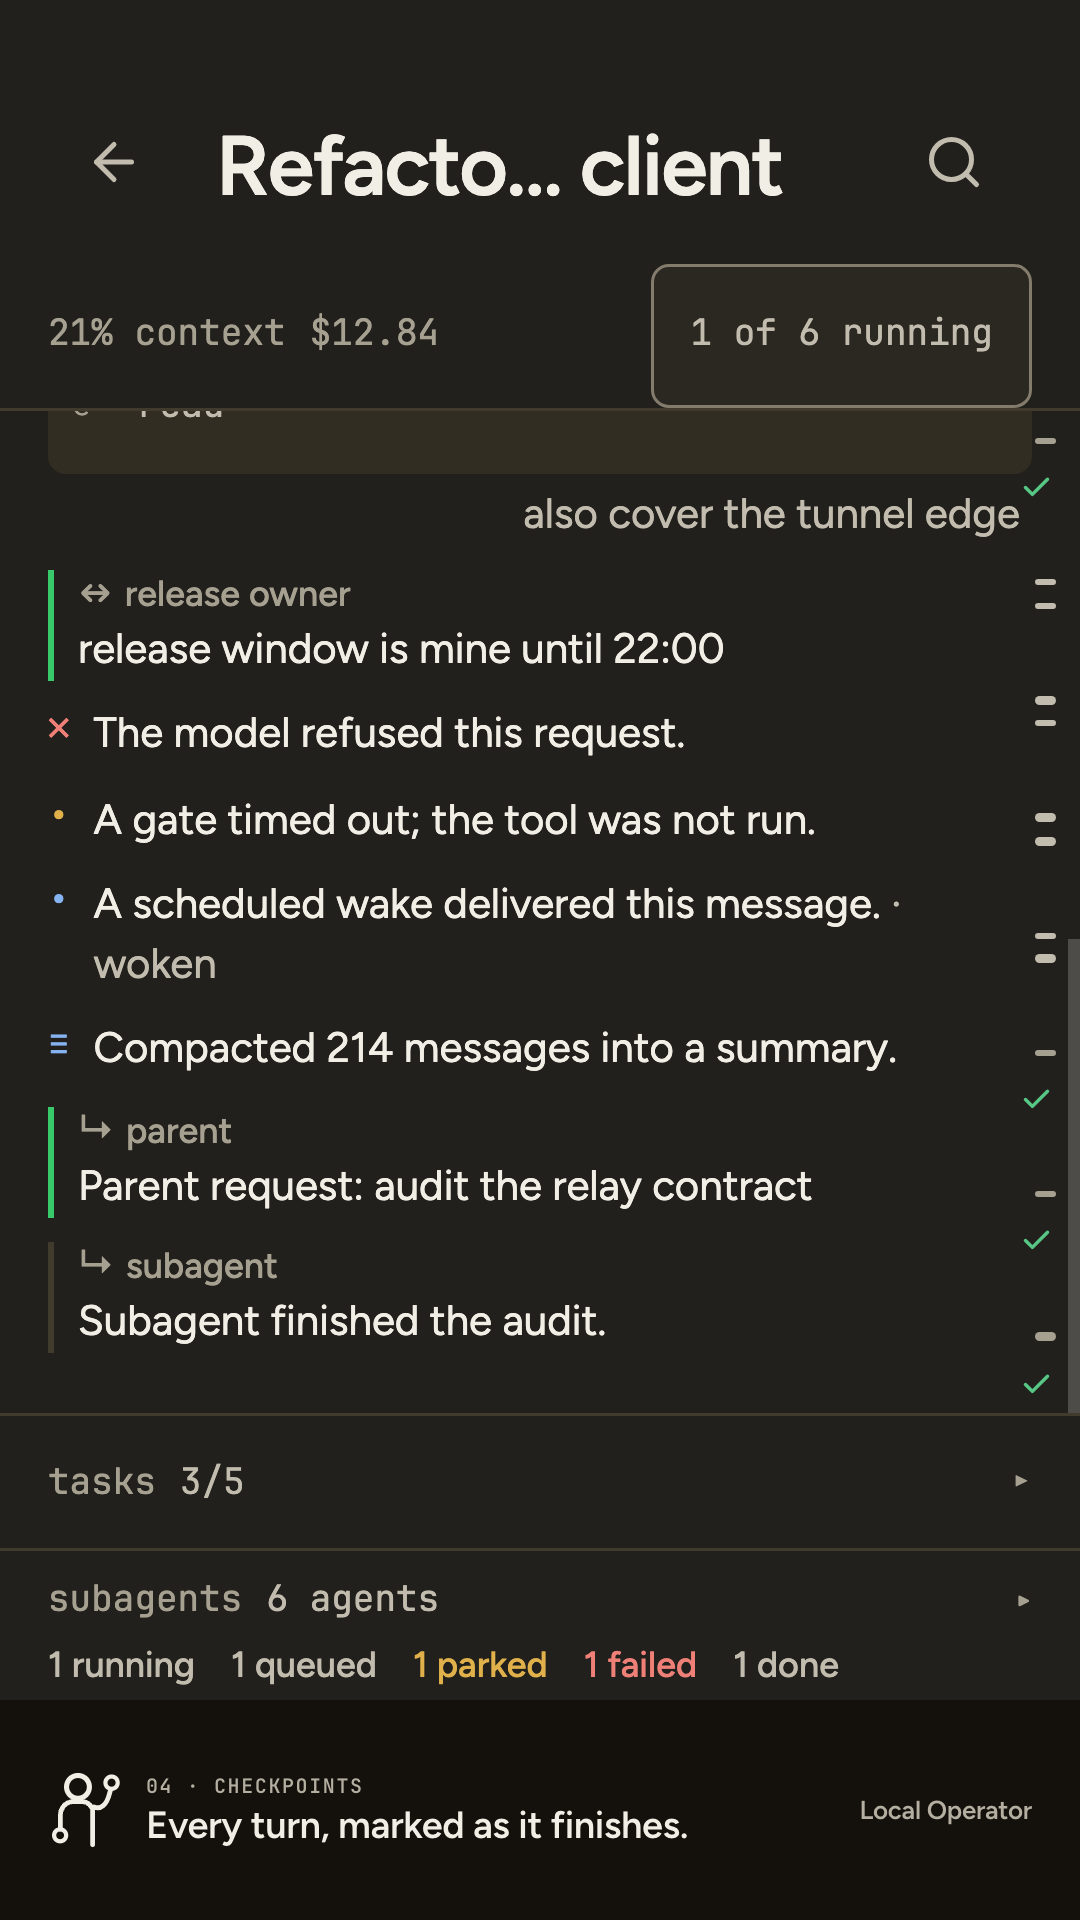 Refacto... client
21% context $12.84
1 of 6 running
also cover the tunnel edge
release owner
release window is mine until 22:00
The model refused this request.
A gate timed out; the tool was not run.
A scheduled wake delivered this message. ·
woken
Compacted 214 messages into a summary.
parent
Parent request: audit the relay contract
subagent
Subagent finished the audit.
tasks 3/5
subagents 6 agents
1 running 1 queued 1 parked 1 failed 1 done
04 · CHECKPOINTS
Every turn, marked as it finishes.
Local Operator